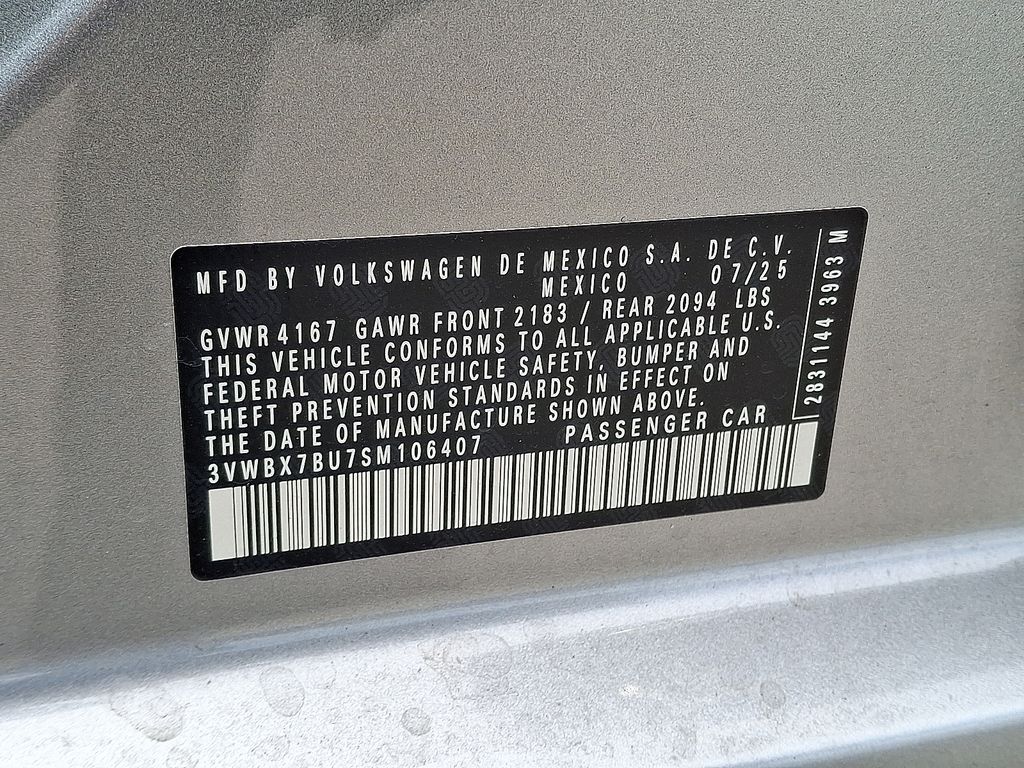 MFD BY VOLKSWAGEN DE MEXICO S.A. DE C.V.
MEXICO 07/25
GVWR 4167 GAWR FRONT 2183 / REAR 2094 LBS
THIS VEHICLE CONFORMS TO ALL APPLICABLE U.S.
FEDERAL MOTOR VEHICLE SAFETY, BUMPER AND
THEFT PREVENTION STANDARDS IN EFFECT ON
THE DATE OF MANUFACTURE SHOWN ABOVE.
3VWBX7BU7SM106407 PASSENGER CAR
2831144 3963 M